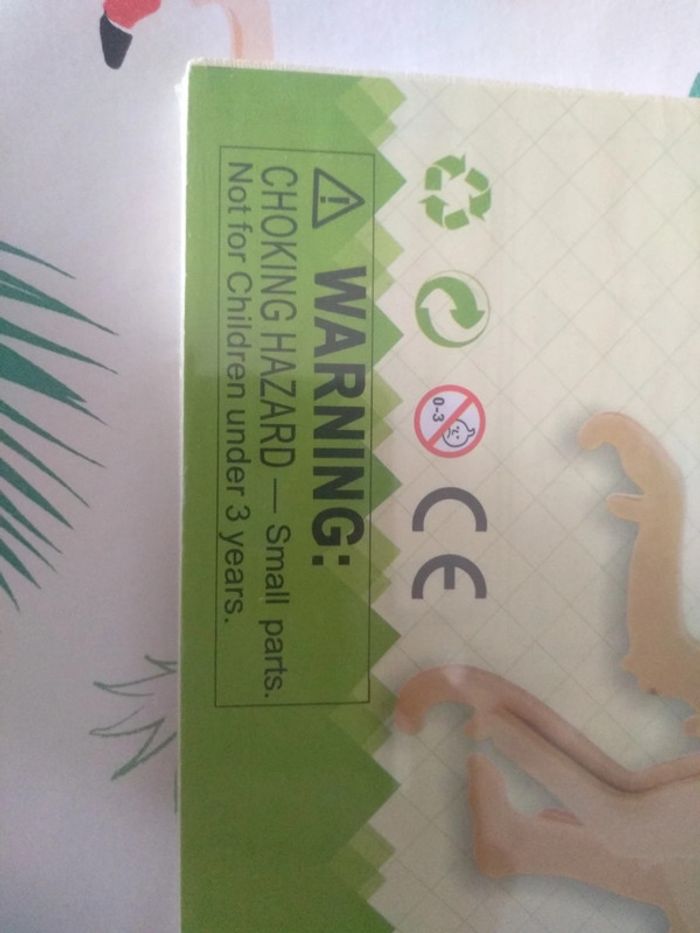 WARNING:
CHOKING HAZARD — Small parts.
Not for Children under 3 years.
0-3
CE